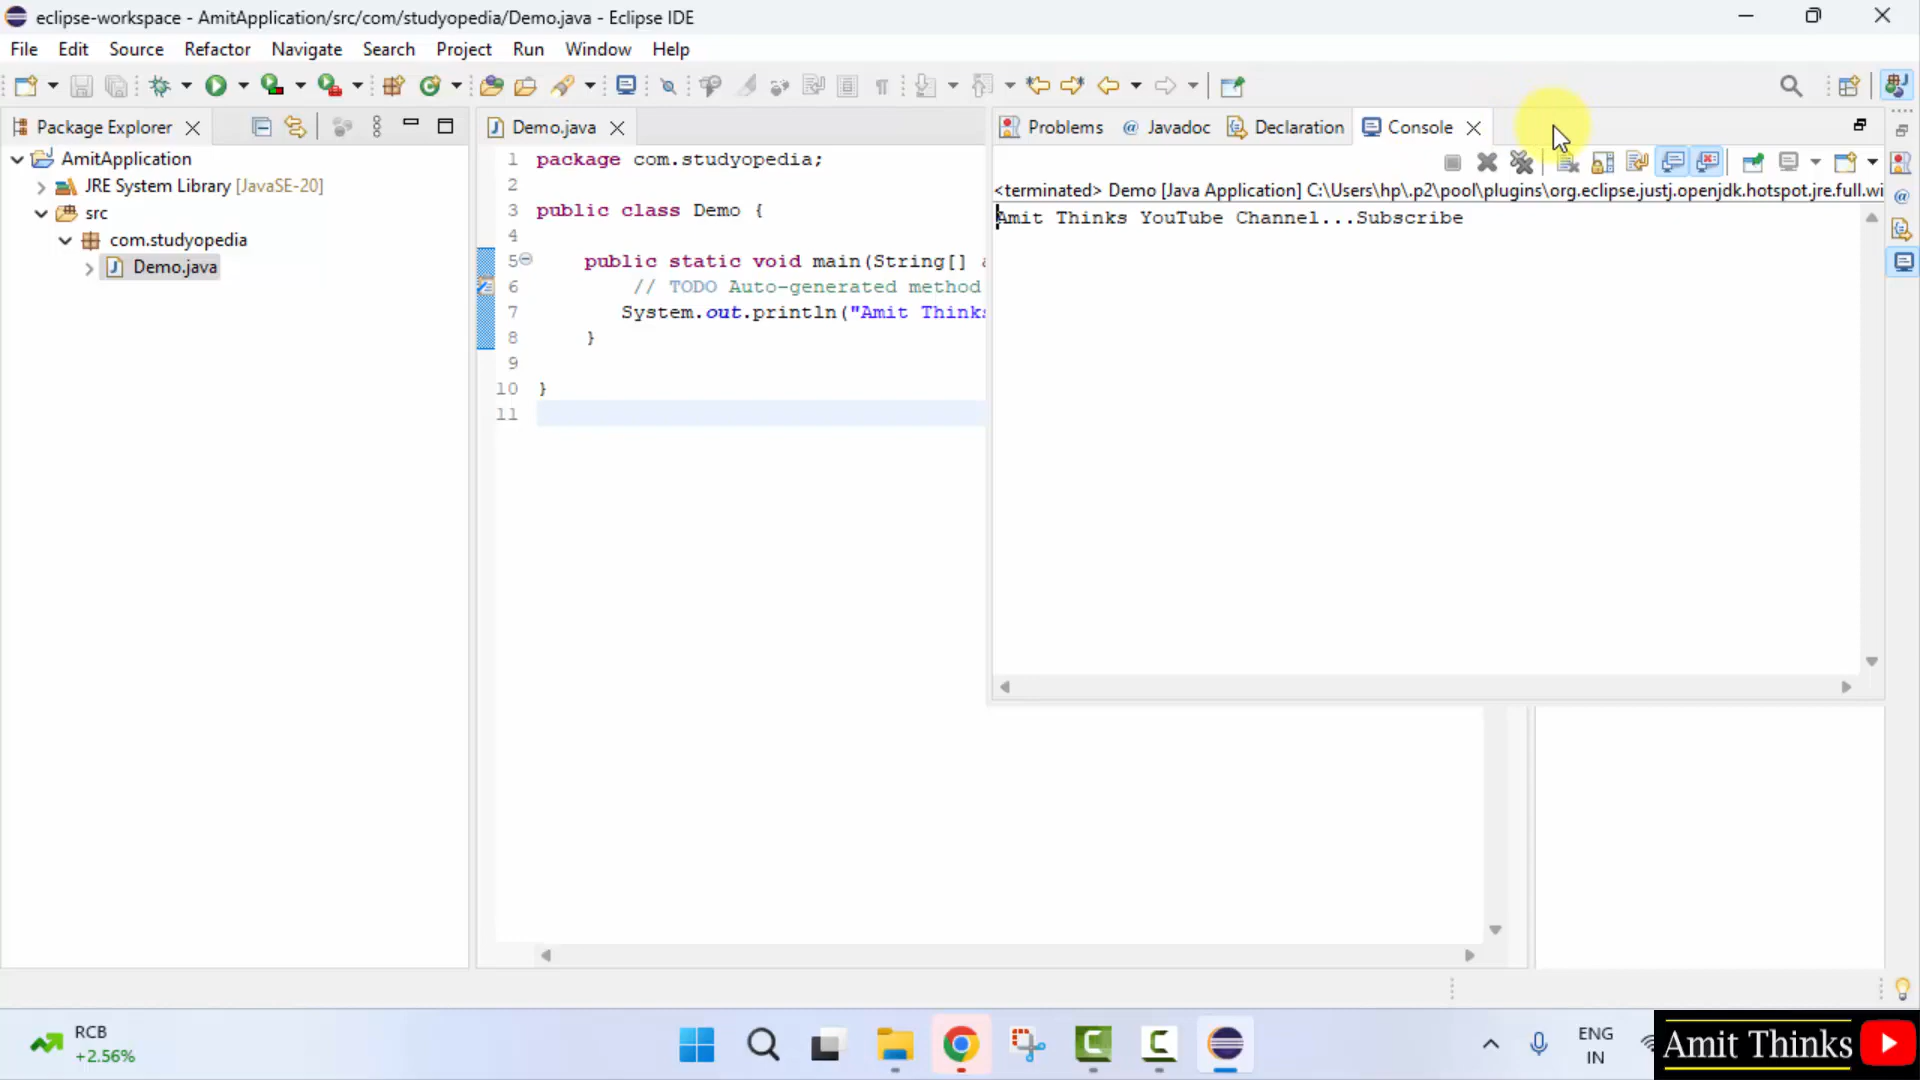 eclipse-workspace - AmitApplication/src/com/studyopedia/Demo.java - Eclipse IDE
File Edit Source Refactor Navigate Search Project Run Window Help
Package Explorer
AmitApplication
JRE System Library [JavaSE-20]
src
com.studyopedia
Demo.java
Demo.java
1 package com.studyopedia;
2
3 public class Demo {
4
5 public static void main(String[]
6 // TODO Auto-generated method
7 System.out.println("Amit Thinks
8 }
9
10 }
11
Problems @ Javadoc Declaration Console
<terminated> Demo [Java Application] C:\Users\hp\.p2\pool\plugins\org.eclipse.justj.openjdk.hotspot.jre.full.wi
Amit Thinks YouTube Channel...Subscribe
RCB
+2.56%
ENG
IN
Amit Thinks